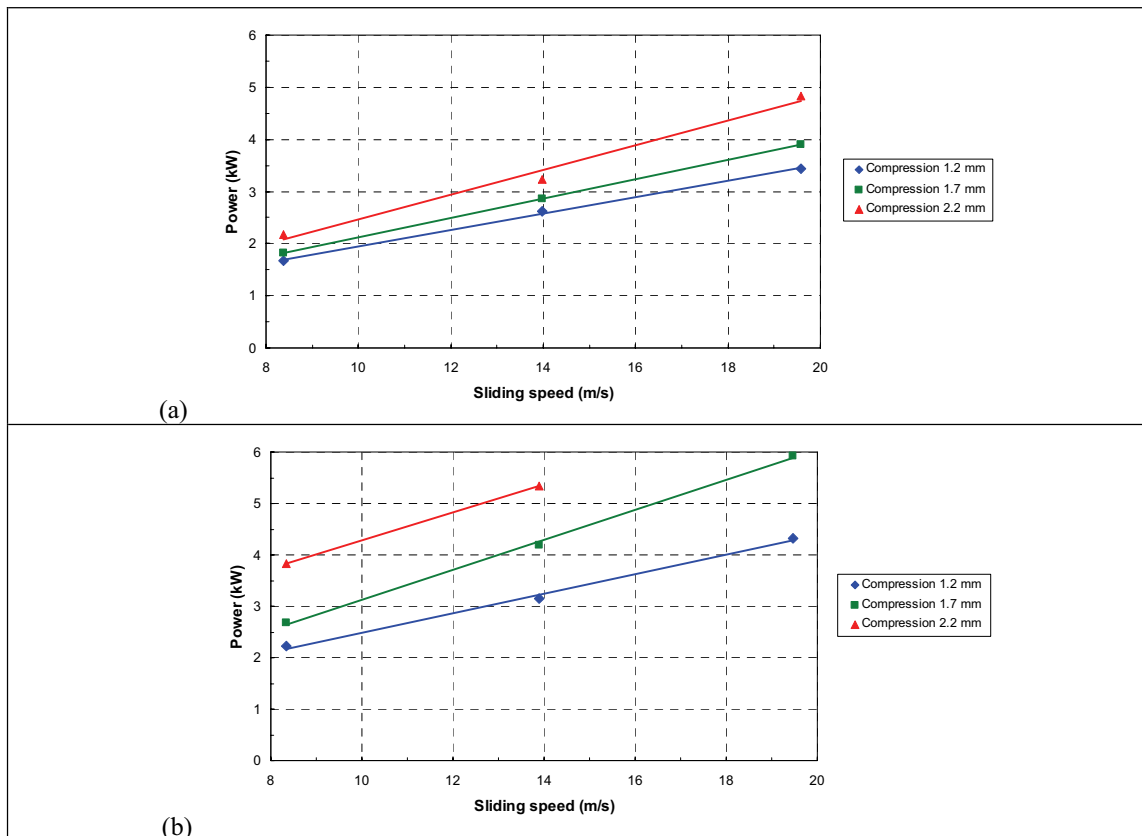 6
5
4
3
2
1
0
Power (kW)
8 10 12 14 16 18 20
Sliding speed (m/s)
Compression 1.2 mm
Compression 1.7 mm
Compression 2.2 mm
(a)
6
5
4
3
2
1
0
Power (kW)
8 10 12 14 16 18 20
Sliding speed (m/s)
Compression 1.2 mm
Compression 1.7 mm
Compression 2.2 mm
(b)